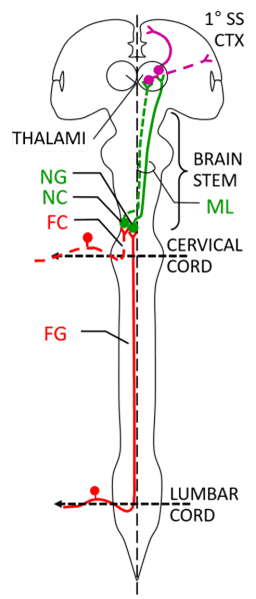 1° SS
CTX
THALAMI
BRAIN
STEM
NG
NC
ML
FC
CERVICAL
CORD
FG
LUMBAR
CORD